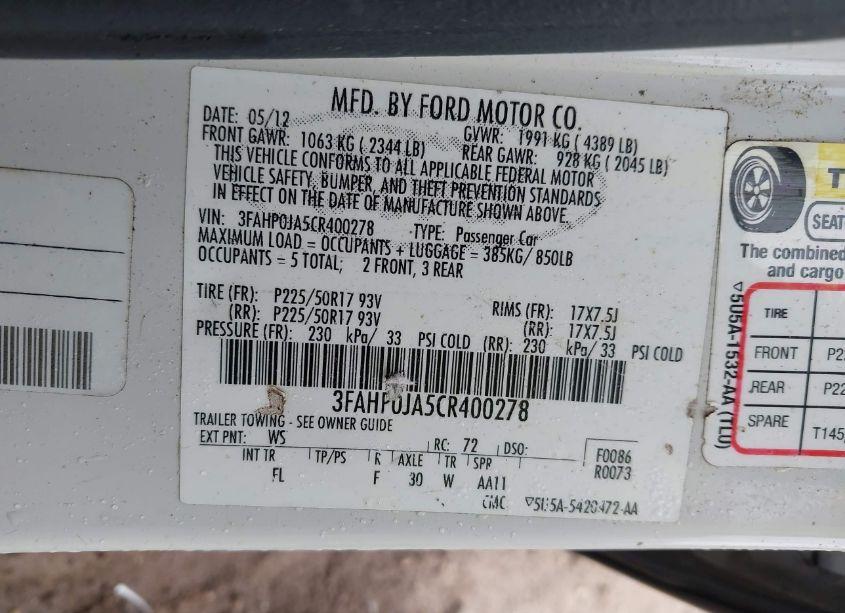 MFD. BY FORD MOTOR CO.
DATE: 05/12 GVWR: 1991 KG ( 4389 LB)
FRONT GAWR: 1063 KG ( 2344 LB) REAR GAWR: 928 KG ( 2045 LB)
THIS VEHICLE CONFORMS TO ALL APPLICABLE FEDERAL MOTOR
VEHICLE SAFETY, BUMPER, AND THEFT PREVENTION STANDARDS
IN EFFECT ON THE DATE OF MANUFACTURE SHOWN ABOVE.
VIN: 3FAHP0JA5CR400278 TYPE: Passenger Car
MAXIMUM LOAD = OCCUPANTS + LUGGAGE = 385KG/ 850LB
OCCUPANTS = 5 TOTAL; 2 FRONT, 3 REAR
TIRE (FR): P225/50R17 93V RIMS (FR): 17X7.5J
(RR): P225/50R17 93V (RR): 17X7.5J
PRESSURE (FR): 230 kPa/ 33 PSI COLD (RR): 230 kPa/ 33 PSI COLD
3FAHP0JA5CR400278
TRAILER TOWING - SEE OWNER GUIDE
EXT PNT: WS RC: 72 DSO: F0086
INT TR TP/PS R AXLE TR SPR R0073
FL F 30 W AA11
▽5U5A-5420472-AA
▽5U5A-1532-AA (TL0)
T
SEAT
The combined
and cargo
TIRE
FRONT P22
REAR P22
SPARE T145